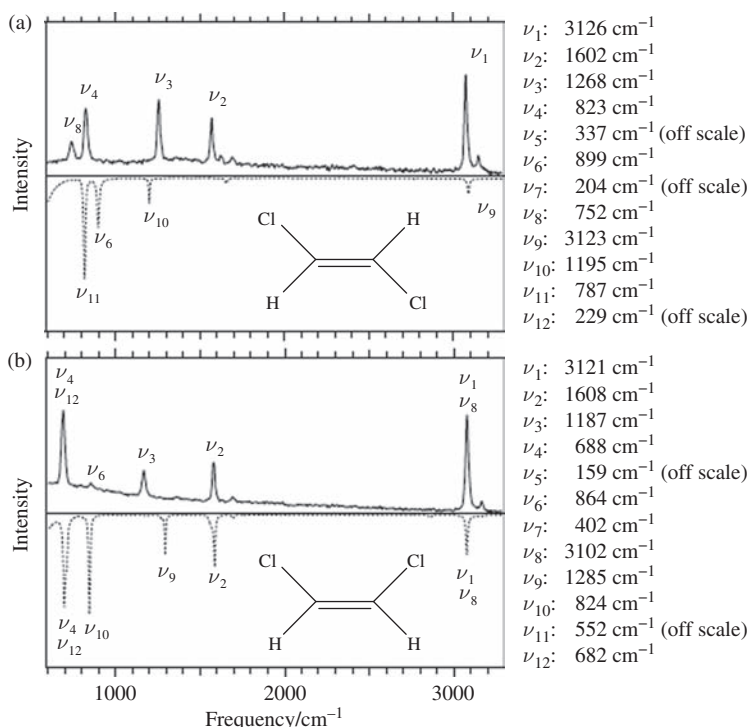 (a)
Intensity
ν8
ν4
ν3
ν2
ν1
ν11
ν6
ν10
ν9
Cl
H
H
Cl
ν1: 3126 cm−1
ν2: 1602 cm−1
ν3: 1268 cm−1
ν4: 823 cm−1
ν5: 337 cm−1 (off scale)
ν6: 899 cm−1
ν7: 204 cm−1 (off scale)
ν8: 752 cm−1
ν9: 3123 cm−1
ν10: 1195 cm−1
ν11: 787 cm−1
ν12: 229 cm−1 (off scale)
(b)
Intensity
ν4
ν12
ν6
ν3
ν2
ν1
ν8
ν4
ν12
ν10
ν9
ν2
ν1
ν8
Cl
Cl
H
H
1000
2000
3000
Frequency/cm−1
ν1: 3121 cm−1
ν2: 1608 cm−1
ν3: 1187 cm−1
ν4: 688 cm−1
ν5: 159 cm−1 (off scale)
ν6: 864 cm−1
ν7: 402 cm−1
ν8: 3102 cm−1
ν9: 1285 cm−1
ν10: 824 cm−1
ν11: 552 cm−1 (off scale)
ν12: 682 cm−1